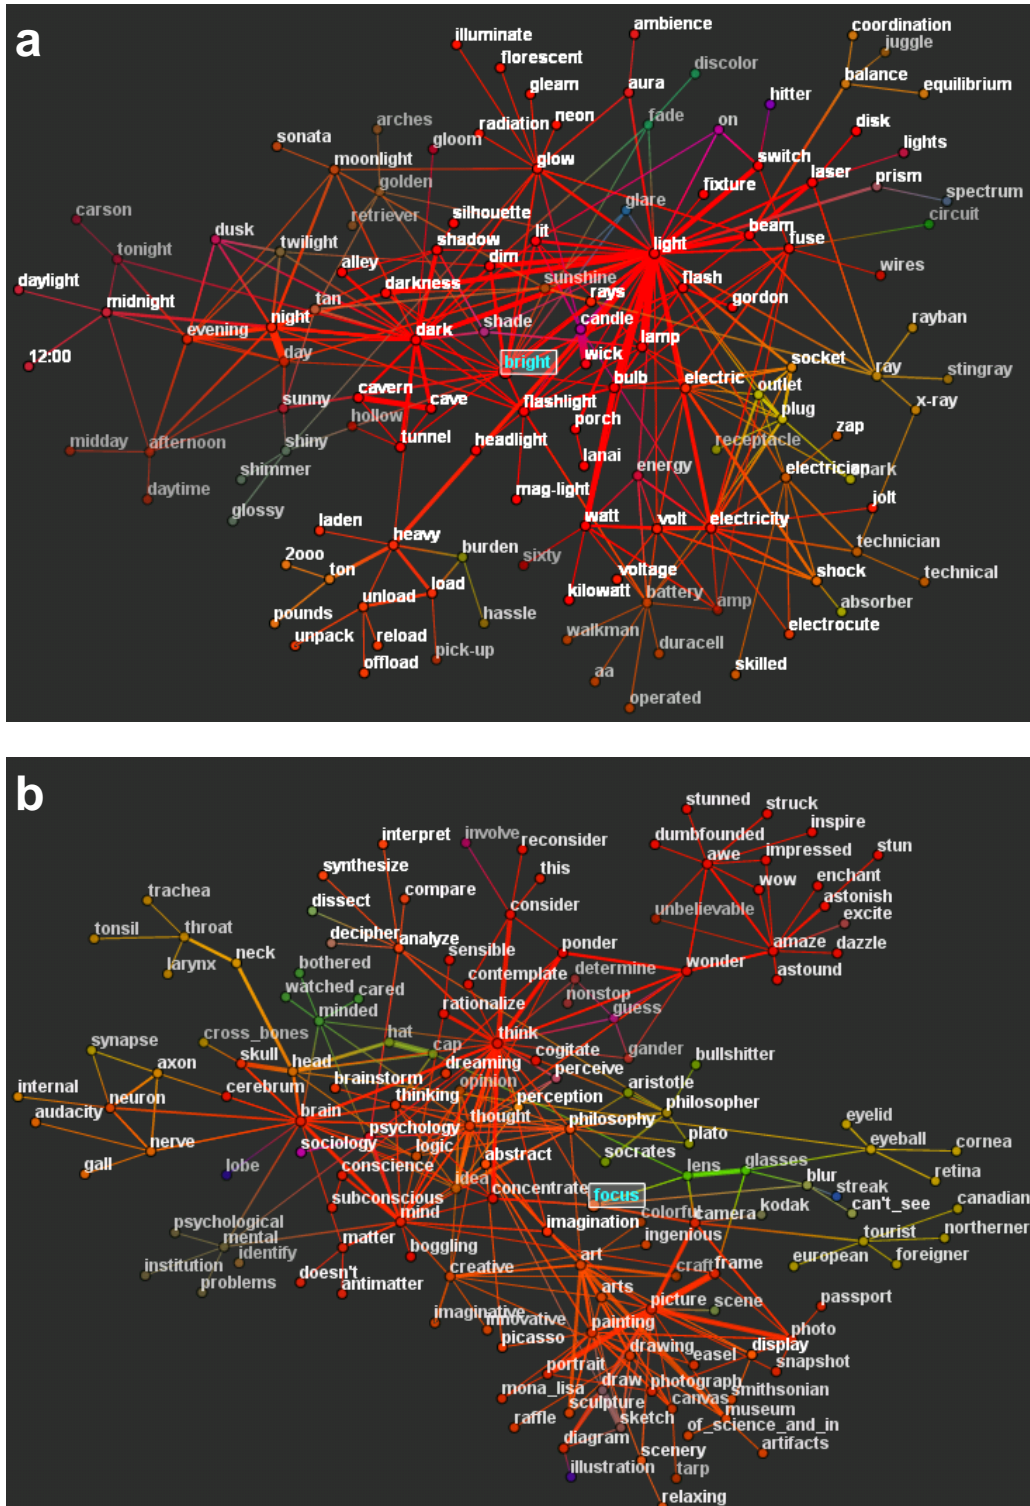 a
illuminate
ambience
coordination
juggle
florescent
discolor
balance
equilibrium
glearn
aura
hitter
neon
fade
on
disk
arches
radiation
sonata
gloom
switch
lights
moonlight
glow
laser
prism
golden
fixture
spectrum
carson
retriever
silhouette
glare
circuit
dusk
lit
beam
tonight
twilight
shadow
light
fuse
dim
alley
wires
daylight
darkness
sunshine
flash
midnight
tan
rays
gordon
evening
night
dark
shade
candle
rayban
lamp
12:00
day
bright
wick
socket
ray
stingray
bulb
electric
outlet
sunny
cavern
cave
flashlight
plug
x-ray
hollow
porch
zap
midday
afternoon
shiny
tunnel
headlight
receptacle
lanai
energy
electrician
spark
shimmer
daytime
mag-light
jolt
glossy
laden
watt
volt
electricity
heavy
technician
2ooo
burden
sixty
voltage
ton
load
kilowatt
battery
shock
technical
unload
amp
absorber
pounds
hassle
unpack
reload
walkman
electrocute
pick-up
duracell
offload
aa
skilled
operated
b
stunned
struck
interpret
involve
reconsider
inspire
dumbfounded
awe
impressed
stun
synthesize
this
wow
enchant
trachea
dissect
compare
consider
astonish
unbelievable
excite
tonsil
throat
decipher
analyze
sensible
ponder
neck
wonder
amaze
dazzle
larynx
bothered
contemplate
determine
astound
watched
cared
nonstop
minded
rationalize
guess
synapse
cross_bones
hat
think
cap
skull
head
dreaming
cogitate
gander
bullshitter
axon
perceive
internal
cerebrum
brainstorm
opinion
aristotle
audacity
neuron
thinking
perception
philosopher
brain
thought
philosophy
eyelid
nerve
sociology
psychology
logic
plato
eyeball
cornea
gall
lobe
conscience
abstract
socrates
lens
glasses
blur
retina
idea
subconscious
concentrate
focus
streak
canadian
mind
colorful
camera
kodak
can't_see
psychological
mental
imagination
tourist
northerner
identify
matter
boggling
ingenious
european
foreigner
institution
art
problems
doesn't
antimatter
creative
craft
frame
arts
picture
scene
passport
imaginative
innovative
painting
photo
picasso
drawing
display
portrait
easel
snapshot
mona_lisa
draw
photograph
smithsonian
sculpture
canvas
museum
raffle
sketch
of_science_and_in
diagram
scenery
artifacts
illustration
tarp
relaxing